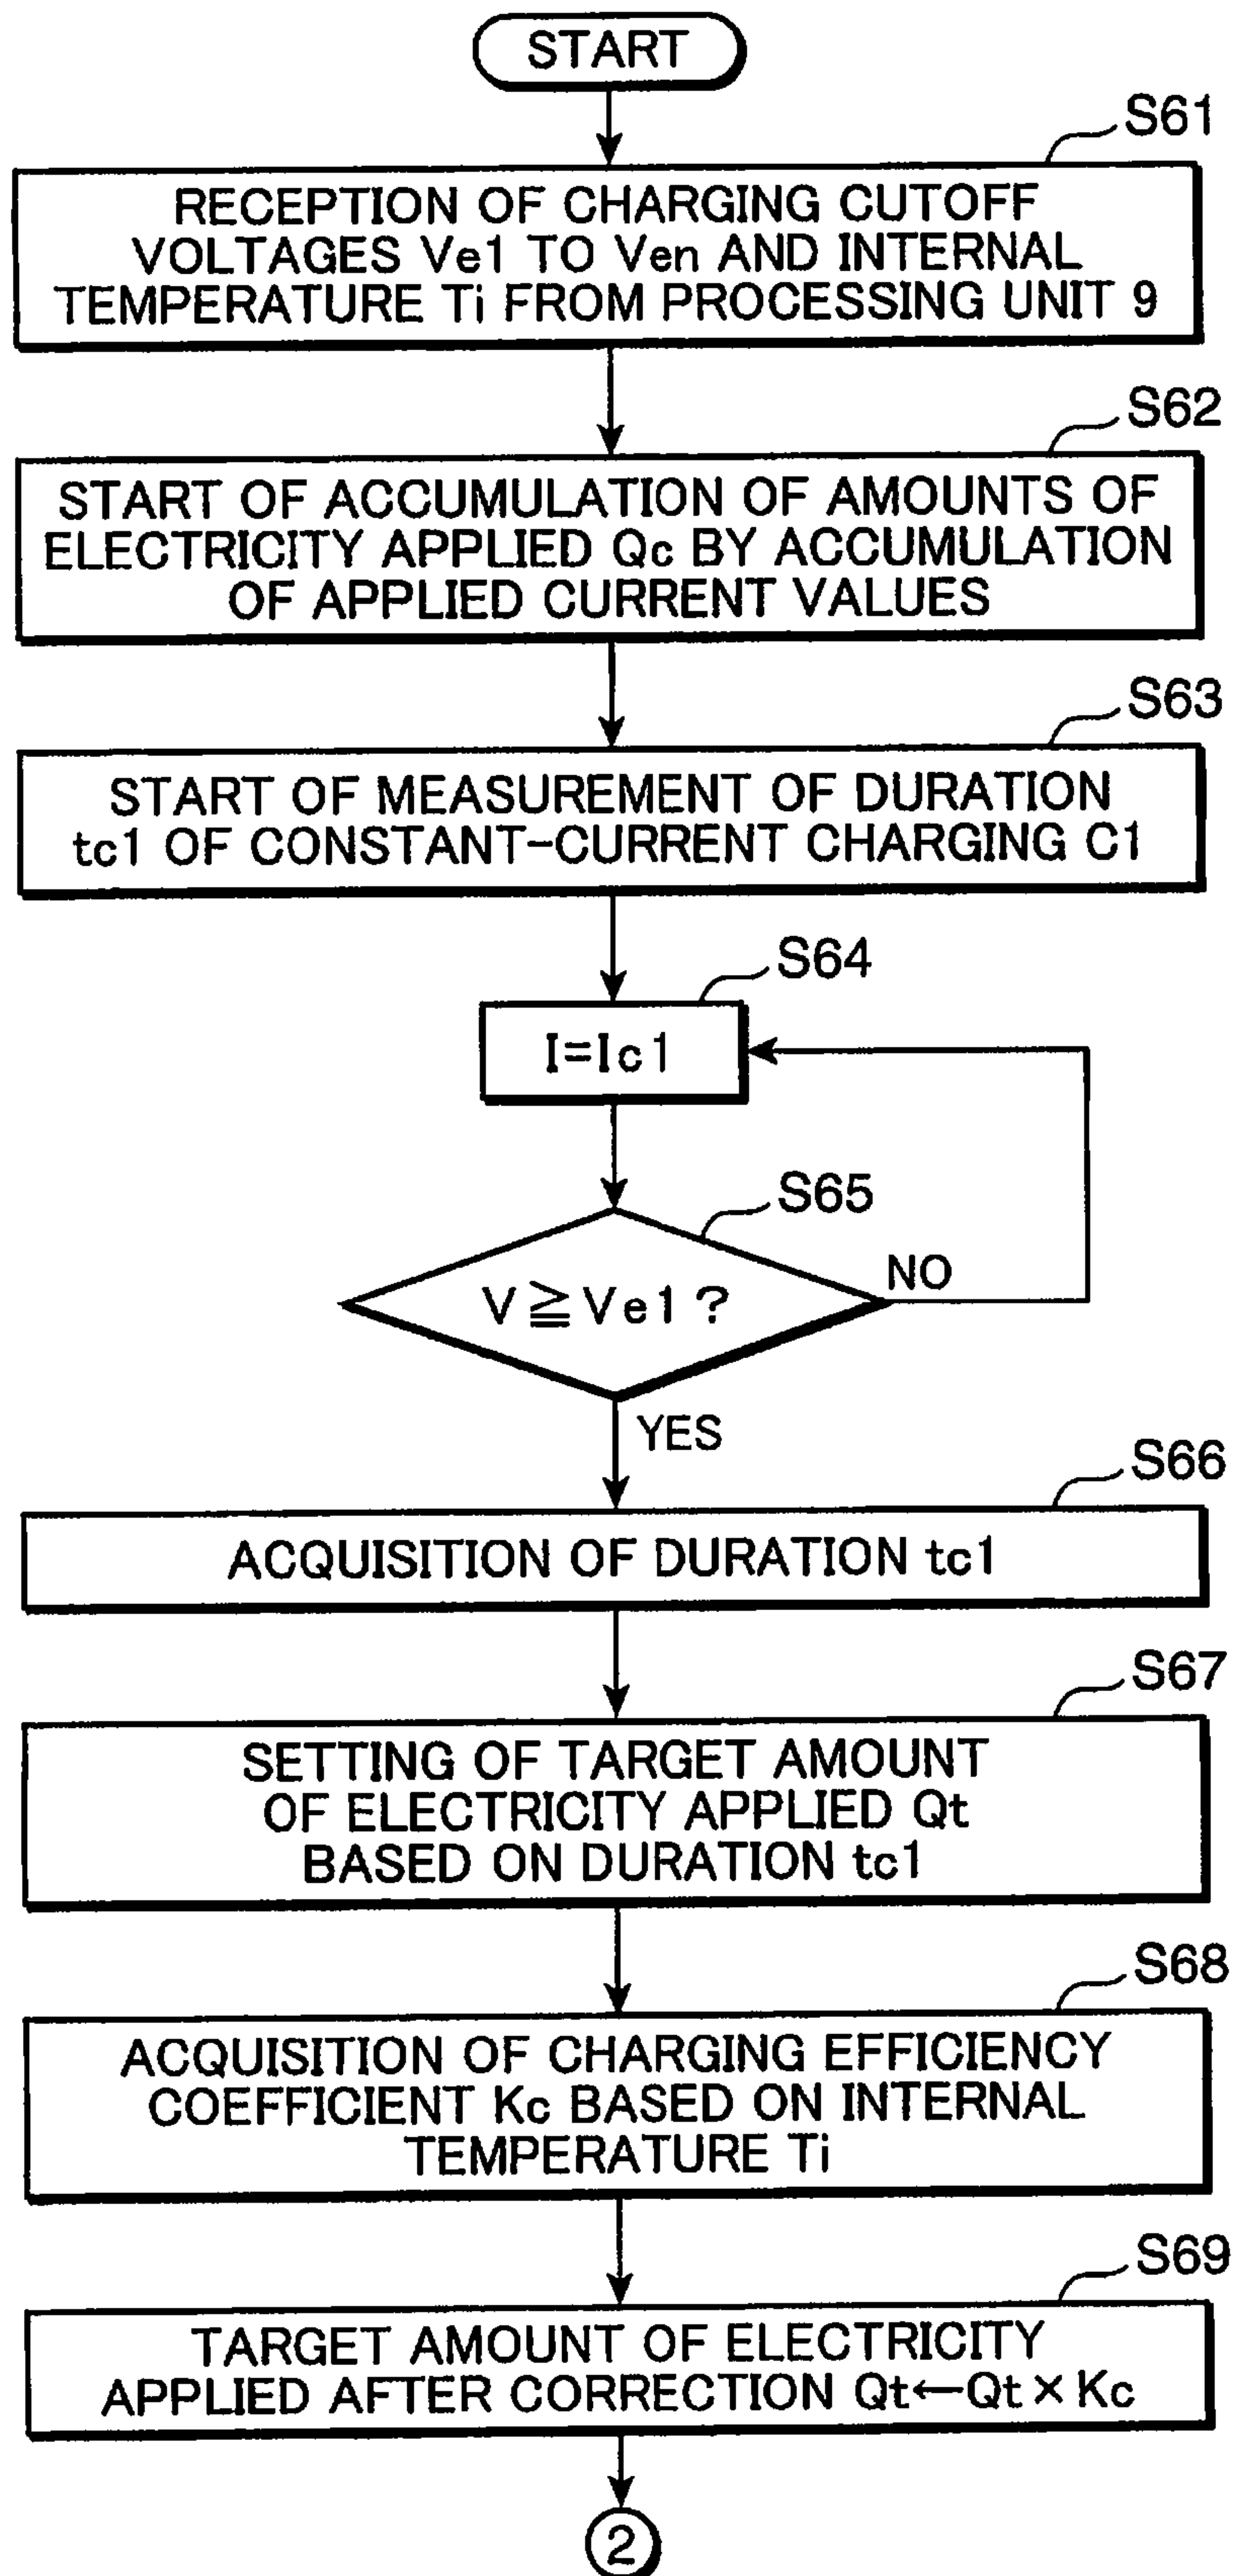 START
S61
RECEPTION OF CHARGING CUTOFF
VOLTAGES Ve1 TO Ven AND INTERNAL
TEMPERATURE Ti FROM PROCESSING UNIT 9
S62
START OF ACCUMULATION OF AMOUNTS OF
ELECTRICITY APPLIED Qc BY ACCUMULATION
OF APPLIED CURRENT VALUES
S63
START OF MEASUREMENT OF DURATION
tc1 OF CONSTANT-CURRENT CHARGING C1
S64
I=Ic1
S65
V≧Ve1?
NO
YES
S66
ACQUISITION OF DURATION tc1
S67
SETTING OF TARGET AMOUNT
OF ELECTRICITY APPLIED Qt
BASED ON DURATION tc1
S68
ACQUISITION OF CHARGING EFFICIENCY
COEFFICIENT Kc BASED ON INTERNAL
TEMPERATURE Ti
S69
TARGET AMOUNT OF ELECTRICITY
APPLIED AFTER CORRECTION Qt←Qt×Kc
2